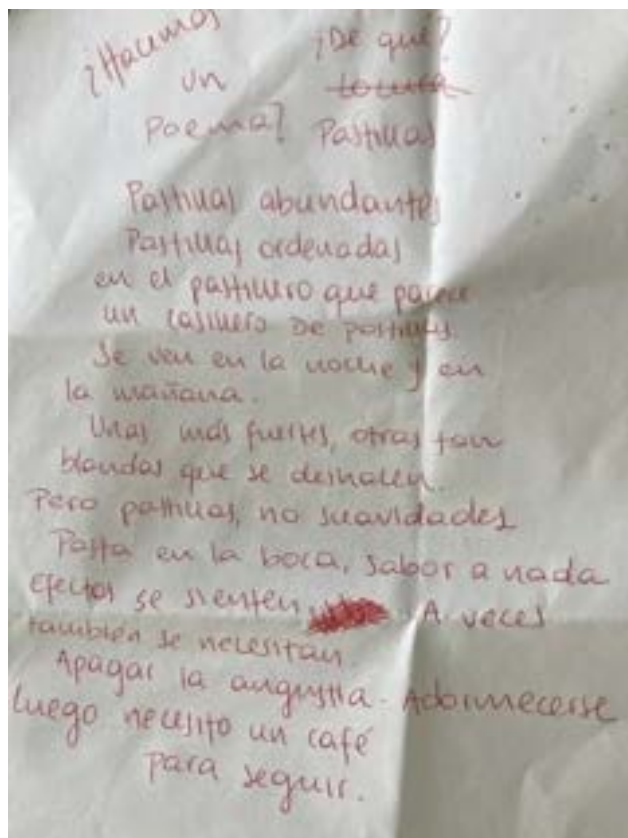 ¿Hacemos
un
Poema?
¿De qué?
Locura
Pastillas
Pastillas abundantes
Pastillas ordenadas
en el pastillero que parece
un casillero de pastillas.
Se ven en la noche y en
la mañana.
Unas más fuertes, otras tan
blandas que se deshacen.
Pero pastillas, no suavidades
Pasta en la boca, sabor a nada
efectos se sienten A veces
también se necesitan
Apagar la angustia. Adormecerse
Luego necesito un café
para seguir.